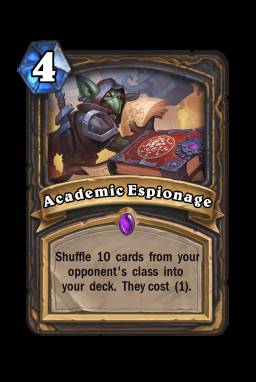 4
Academic Espionage
Shuffle 10 cards from your
opponent's class into
your deck. They cost (1).